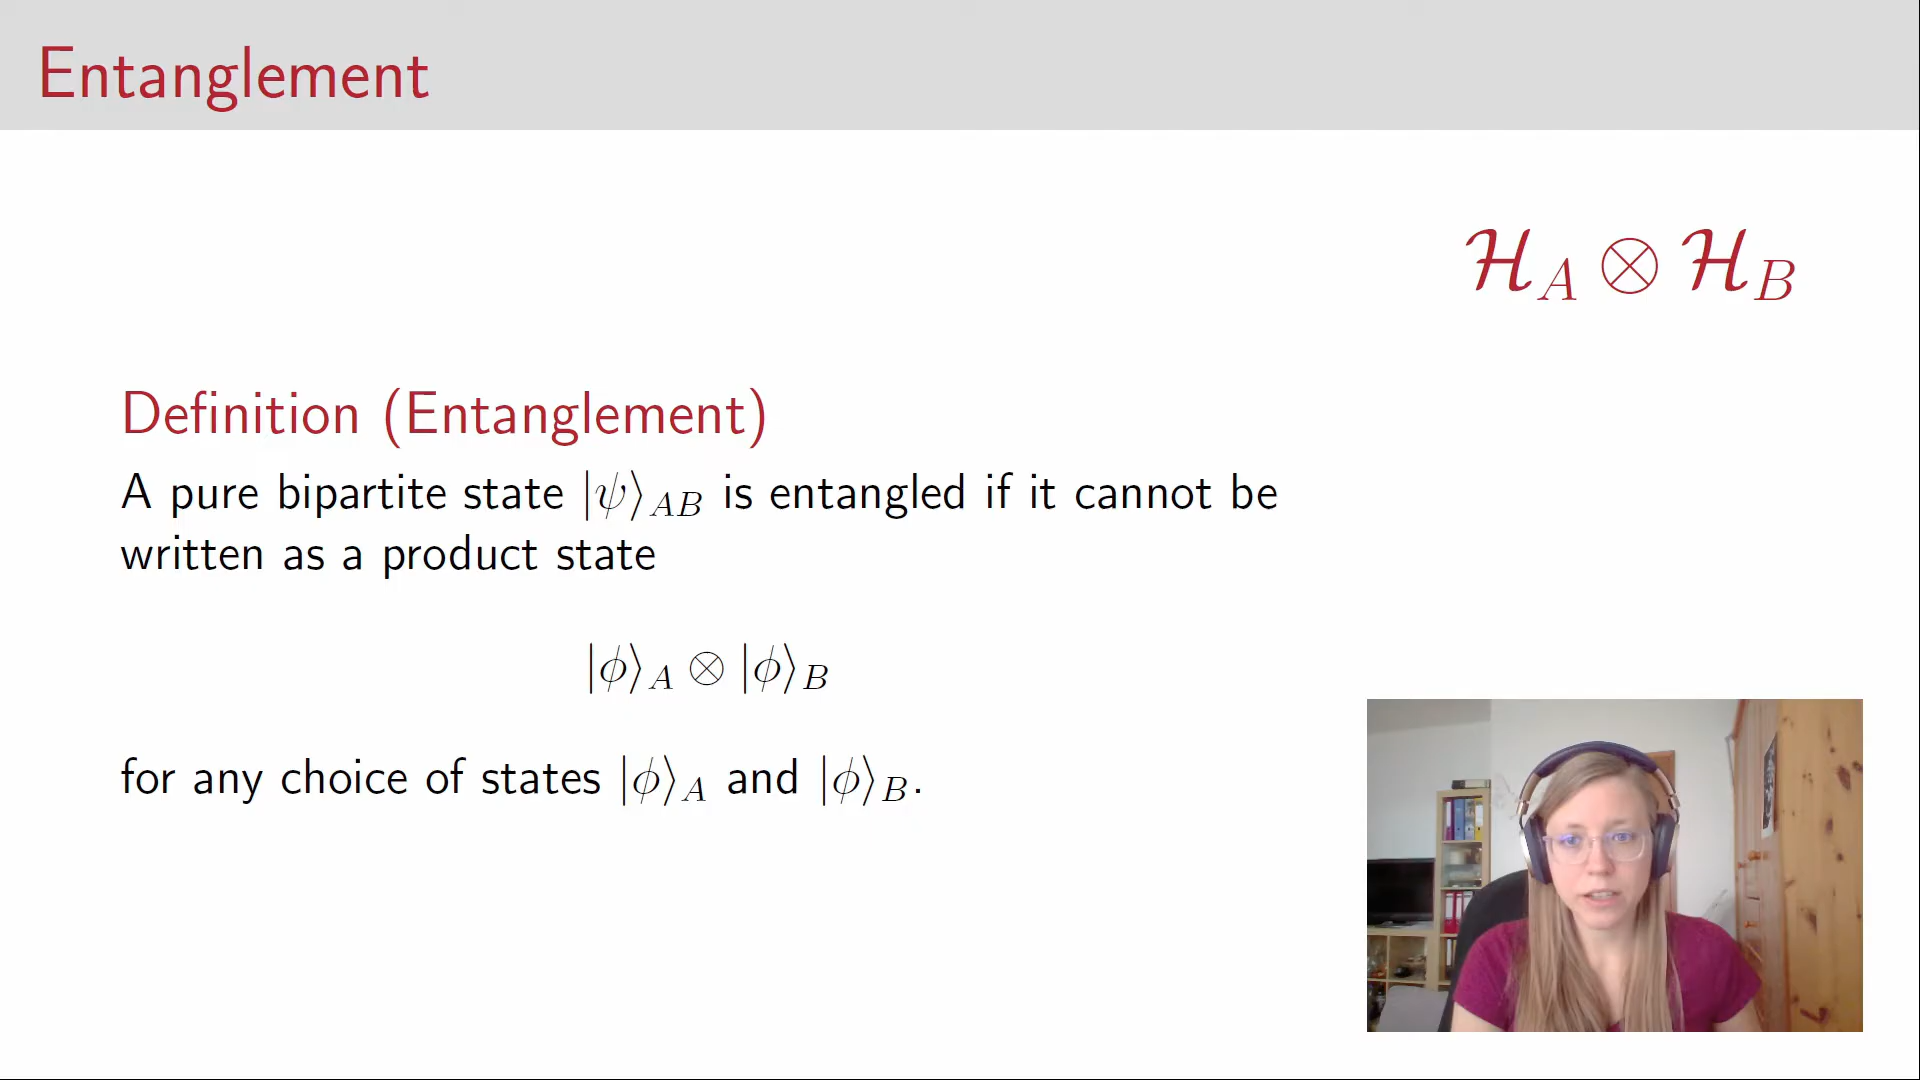 Entanglement
ℋ_A ⊗ ℋ_B
Definition (Entanglement)
A pure bipartite state |ψ⟩_AB is entangled if it cannot be
written as a product state
|ϕ⟩_A ⊗ |ϕ⟩_B
for any choice of states |ϕ⟩_A and |ϕ⟩_B.